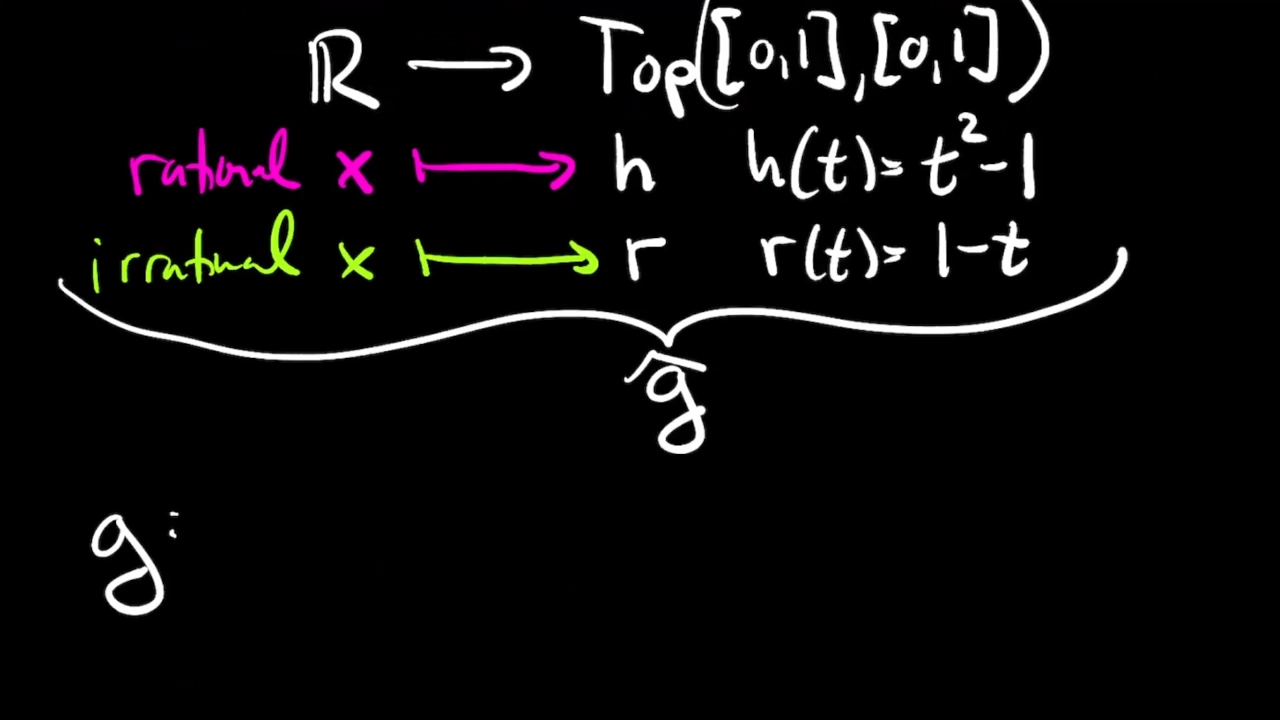 ℝ ⟶ Top([0,1],[0,1])
rational x ⟼ h h(t)= t²-1
irrational x ⟼ r r(t)= 1-t
ĝ
g: